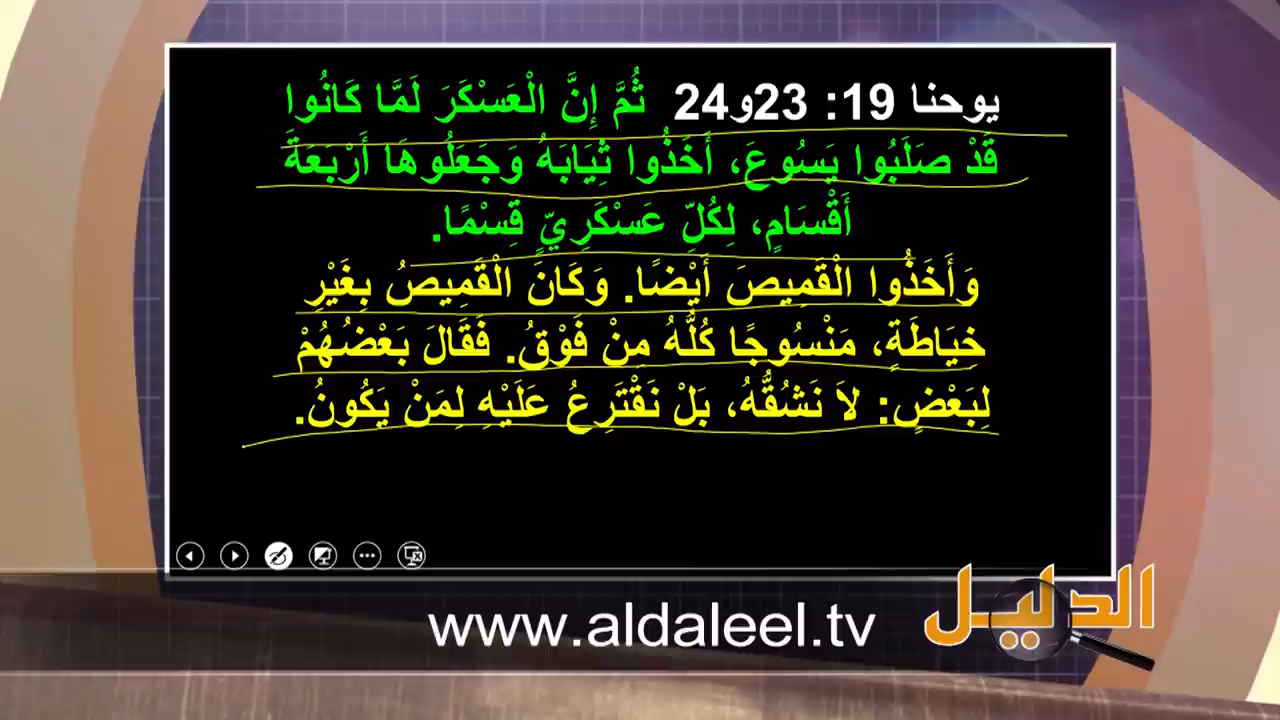 يوحنا 19: 23و24 ثُمَّ إِنَّ الْعَسْكَرَ لَمَّا كَانُوا
قَدْ صَلَبُوا يَسُوعَ، أَخَذُوا ثِيَابَهُ وَجَعَلُوهَا أَرْبَعَةَ
أَقْسَامٍ، لِكُلِّ عَسْكَرِيٍّ قِسْمًا.
وَأَخَذُوا الْقَمِيصَ أَيْضًا. وَكَانَ الْقَمِيصُ بِغَيْرِ
خِيَاطَةٍ، مَنْسُوجًا كُلُّهُ مِنْ فَوْقُ. فَقَالَ بَعْضُهُمْ
لِبَعْضٍ: لاَ نَشُقُّهُ، بَلْ نَقْتَرِعُ عَلَيْهِ لِمَنْ يَكُونُ.
الدليل
www.aldaleel.tv